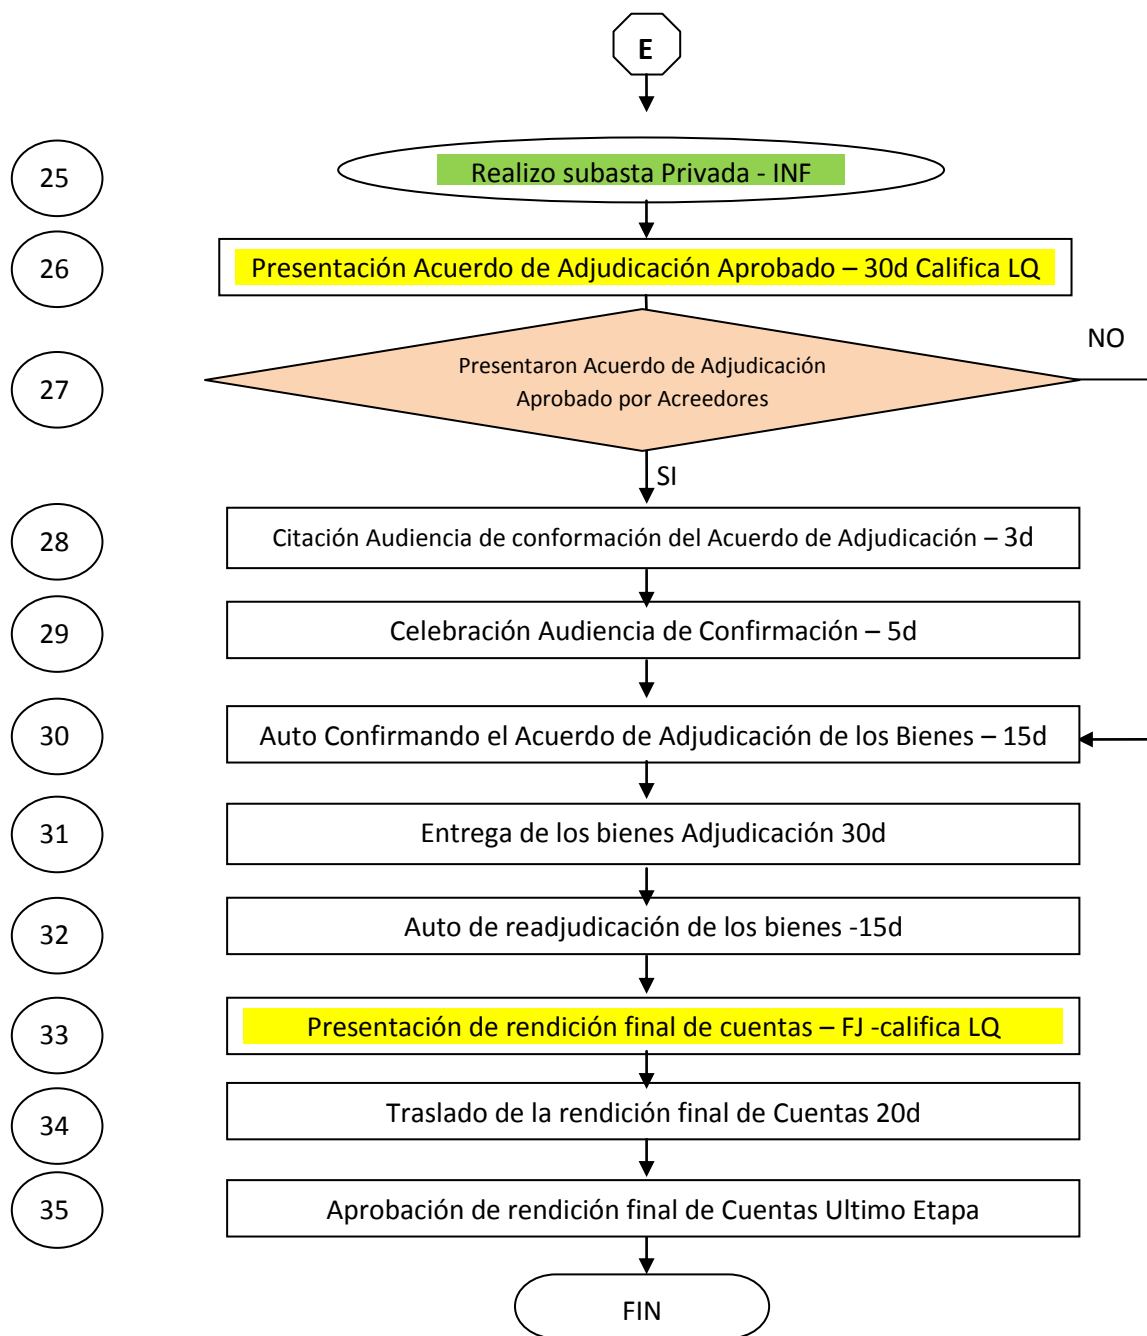 E
25
Realizo subasta Privada - INF
26
Presentación Acuerdo de Adjudicación Aprobado – 30d Califica LQ
NO
27
Presentaron Acuerdo de Adjudicación
Aprobado por Acreedores
SI
28
Citación Audiencia de conformación del Acuerdo de Adjudicación – 3d
29
Celebración Audiencia de Confirmación – 5d
30
Auto Confirmando el Acuerdo de Adjudicación de los Bienes – 15d
31
Entrega de los bienes Adjudicación 30d
32
Auto de readjudicación de los bienes -15d
33
Presentación de rendición final de cuentas – FJ -califica LQ
34
Traslado de la rendición final de Cuentas 20d
35
Aprobación de rendición final de Cuentas Ultimo Etapa
FIN